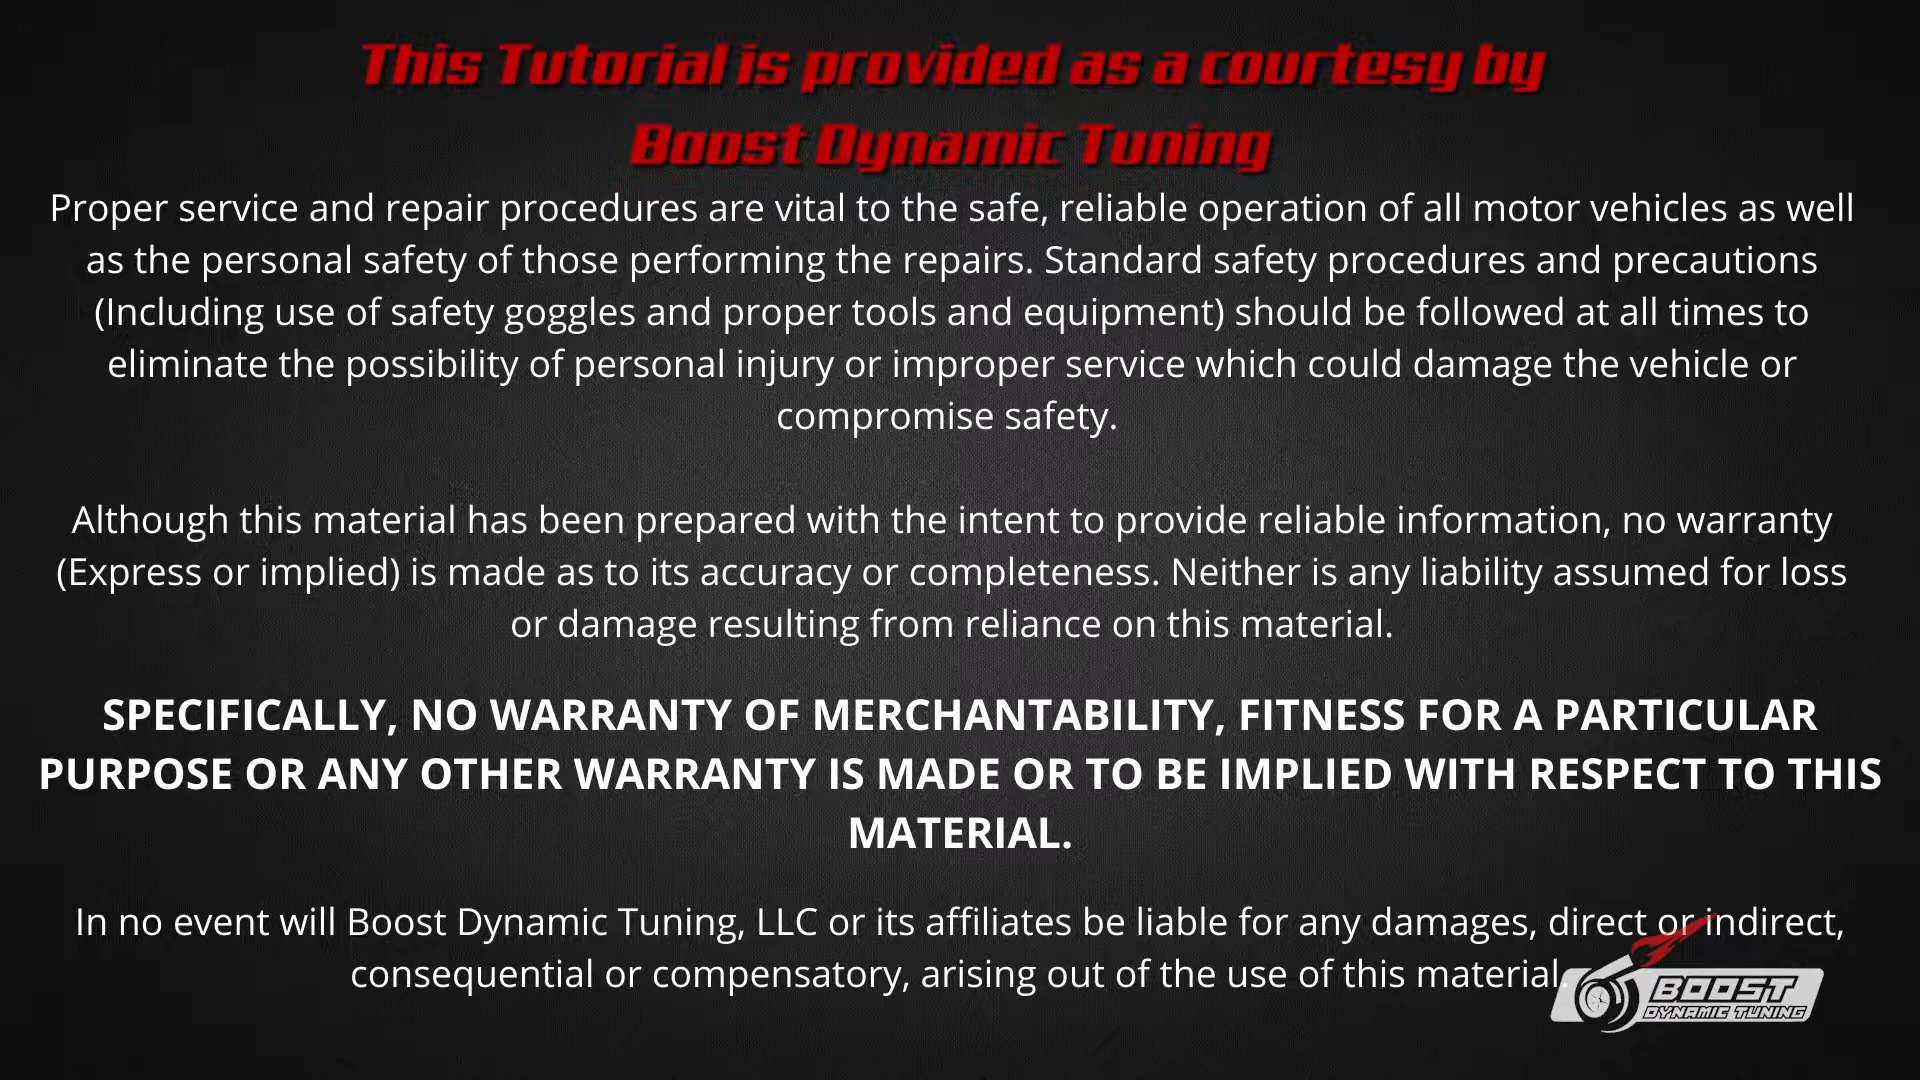 This Tutorial is provided as a courtesy by
Boost Dynamic Tuning
Proper service and repair procedures are vital to the safe, reliable operation of all motor vehicles as well
as the personal safety of those performing the repairs. Standard safety procedures and precautions
(Including use of safety goggles and proper tools and equipment) should be followed at all times to
eliminate the possibility of personal injury or improper service which could damage the vehicle or
compromise safety.
Although this material has been prepared with the intent to provide reliable information, no warranty
(Express or implied) is made as to its accuracy or completeness. Neither is any liability assumed for loss
or damage resulting from reliance on this material.
SPECIFICALLY, NO WARRANTY OF MERCHANTABILITY, FITNESS FOR A PARTICULAR
PURPOSE OR ANY OTHER WARRANTY IS MADE OR TO BE IMPLIED WITH RESPECT TO THIS
MATERIAL.
In no event will Boost Dynamic Tuning, LLC or its affiliates be liable for any damages, direct or indirect,
consequential or compensatory, arising out of the use of this material.
BOOST
DYNAMIC TUNING